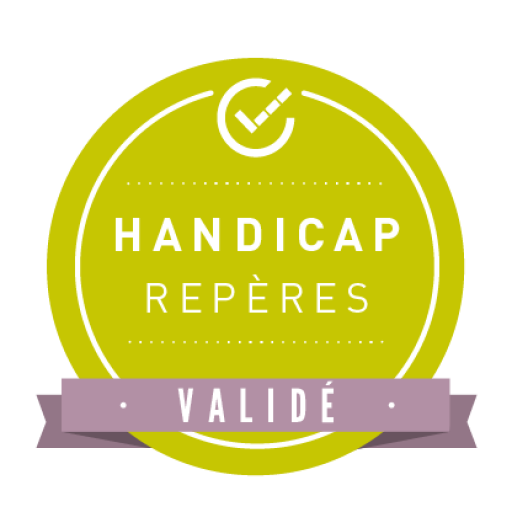 HANDICAP
REPÈRES
· VALIDÉ ·